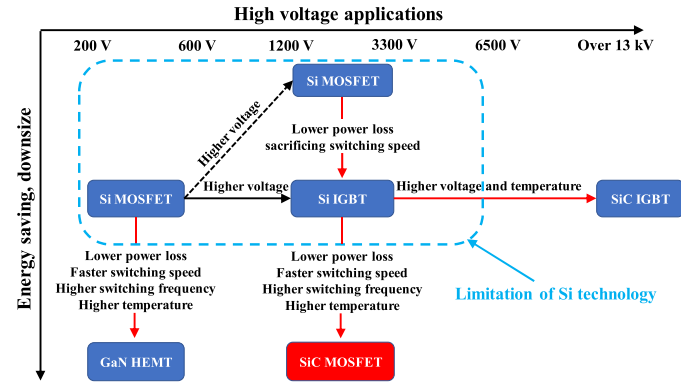 High voltage applications
200 V 600 V 1200 V 3300 V 6500 V Over 13 kV
Energy saving, downsize
Si MOSFET
Higher voltage
Lower power loss
sacrificing switching speed
Si MOSFET
Higher voltage
Si IGBT
Higher voltage and temperature
SiC IGBT
Lower power loss
Faster switching speed
Higher switching frequency
Higher temperature
Lower power loss
Faster switching speed
Higher switching frequency
Higher temperature
Limitation of Si technology
GaN HEMT
SiC MOSFET